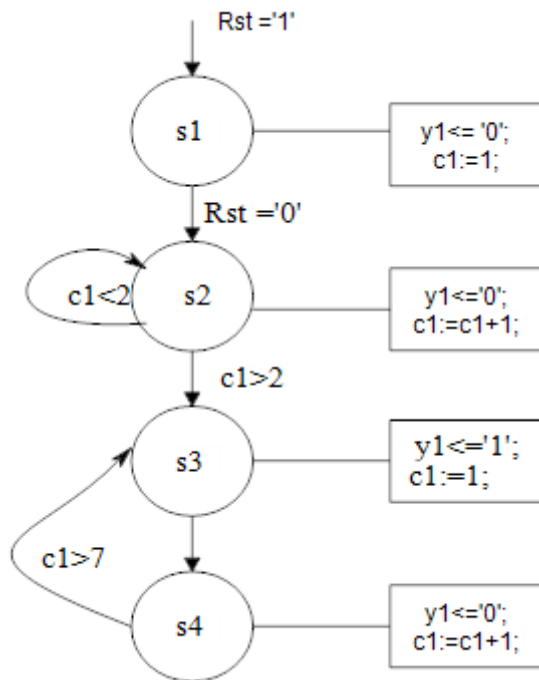 Rst ='1'
s1
y1<= '0';
c1:=1;
Rst ='0'
c1<2
s2
y1<='0';
c1:=c1+1;
c1>2
s3
y1<='1';
c1:=1;
c1>7
s4
y1<='0';
c1:=c1+1;